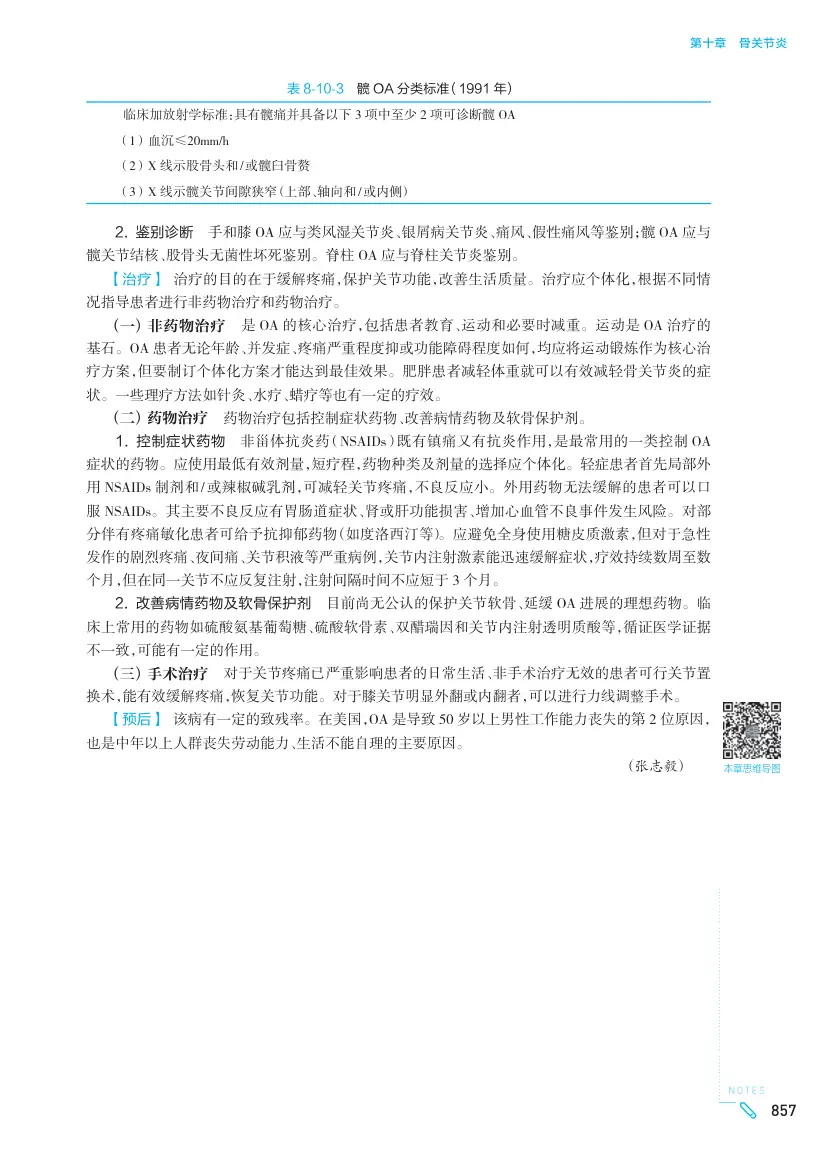 第十章 骨关节炎
表 8-10-3 髋 OA 分类标准(1991 年)
临床加放射学标准:具有髋痛并具备以下 3 项中至少 2 项可诊断髋 OA
(1)血沉≤20mm/h
(2)X 线示股骨头和/或髋臼骨赘
(3)X 线示髋关节间隙狭窄(上部、轴向和/或内侧)
2. 鉴别诊断 手和膝 OA 应与类风湿关节炎、银屑病关节炎、痛风、假性痛风等鉴别;髋 OA 应与
髋关节结核、股骨头无菌性坏死鉴别。脊柱 OA 应与脊柱关节炎鉴别。
【治疗】 治疗的目的在于缓解疼痛,保护关节功能,改善生活质量。治疗应个体化,根据不同情
况指导患者进行非药物治疗和药物治疗。
(一)非药物治疗 是 OA 的核心治疗,包括患者教育、运动和必要时减重。运动是 OA 治疗的
基石。OA 患者无论年龄、并发症、疼痛严重程度抑或功能障碍程度如何,均应将运动锻炼作为核心治
疗方案,但要制订个体化方案才能达到最佳效果。肥胖患者减轻体重就可以有效减轻骨关节炎的症
状。一些理疗方法如针灸、水疗、蜡疗等也有一定的疗效。
(二)药物治疗 药物治疗包括控制症状药物、改善病情药物及软骨保护剂。
1. 控制症状药物 非甾体抗炎药(NSAIDs)既有镇痛又有抗炎作用,是最常用的一类控制 OA
症状的药物。应使用最低有效剂量,短疗程,药物种类及剂量的选择应个体化。轻症患者首先局部外
用 NSAIDs 制剂和/或辣椒碱乳剂,可减轻关节疼痛,不良反应小。外用药物无法缓解的患者可以口
服 NSAIDs。其主要不良反应有胃肠道症状、肾或肝功能损害、增加心血管不良事件发生风险。对部
分伴有疼痛敏化患者可给予抗抑郁药物(如度洛西汀等)。应避免全身使用糖皮质激素,但对于急性
发作的剧烈疼痛、夜间痛、关节积液等严重病例,关节内注射激素能迅速缓解症状,疗效持续数周至数
个月,但在同一关节不应反复注射,注射间隔时间不应短于 3 个月。
2. 改善病情药物及软骨保护剂 目前尚无公认的保护关节软骨、延缓 OA 进展的理想药物。临
床上常用的药物如硫酸氨基葡萄糖、硫酸软骨素、双醋瑞因和关节内注射透明质酸等,循证医学证据
不一致,可能有一定的作用。
(三)手术治疗 对于关节疼痛已严重影响患者的日常生活、非手术治疗无效的患者可行关节置
换术,能有效缓解疼痛,恢复关节功能。对于膝关节明显外翻或内翻者,可以进行力线调整手术。
【预后】 该病有一定的致残率。在美国,OA 是导致 50 岁以上男性工作能力丧失的第 2 位原因,
也是中年以上人群丧失劳动能力、生活不能自理的主要原因。
(张志毅)
本章思维导图
NOTES
857